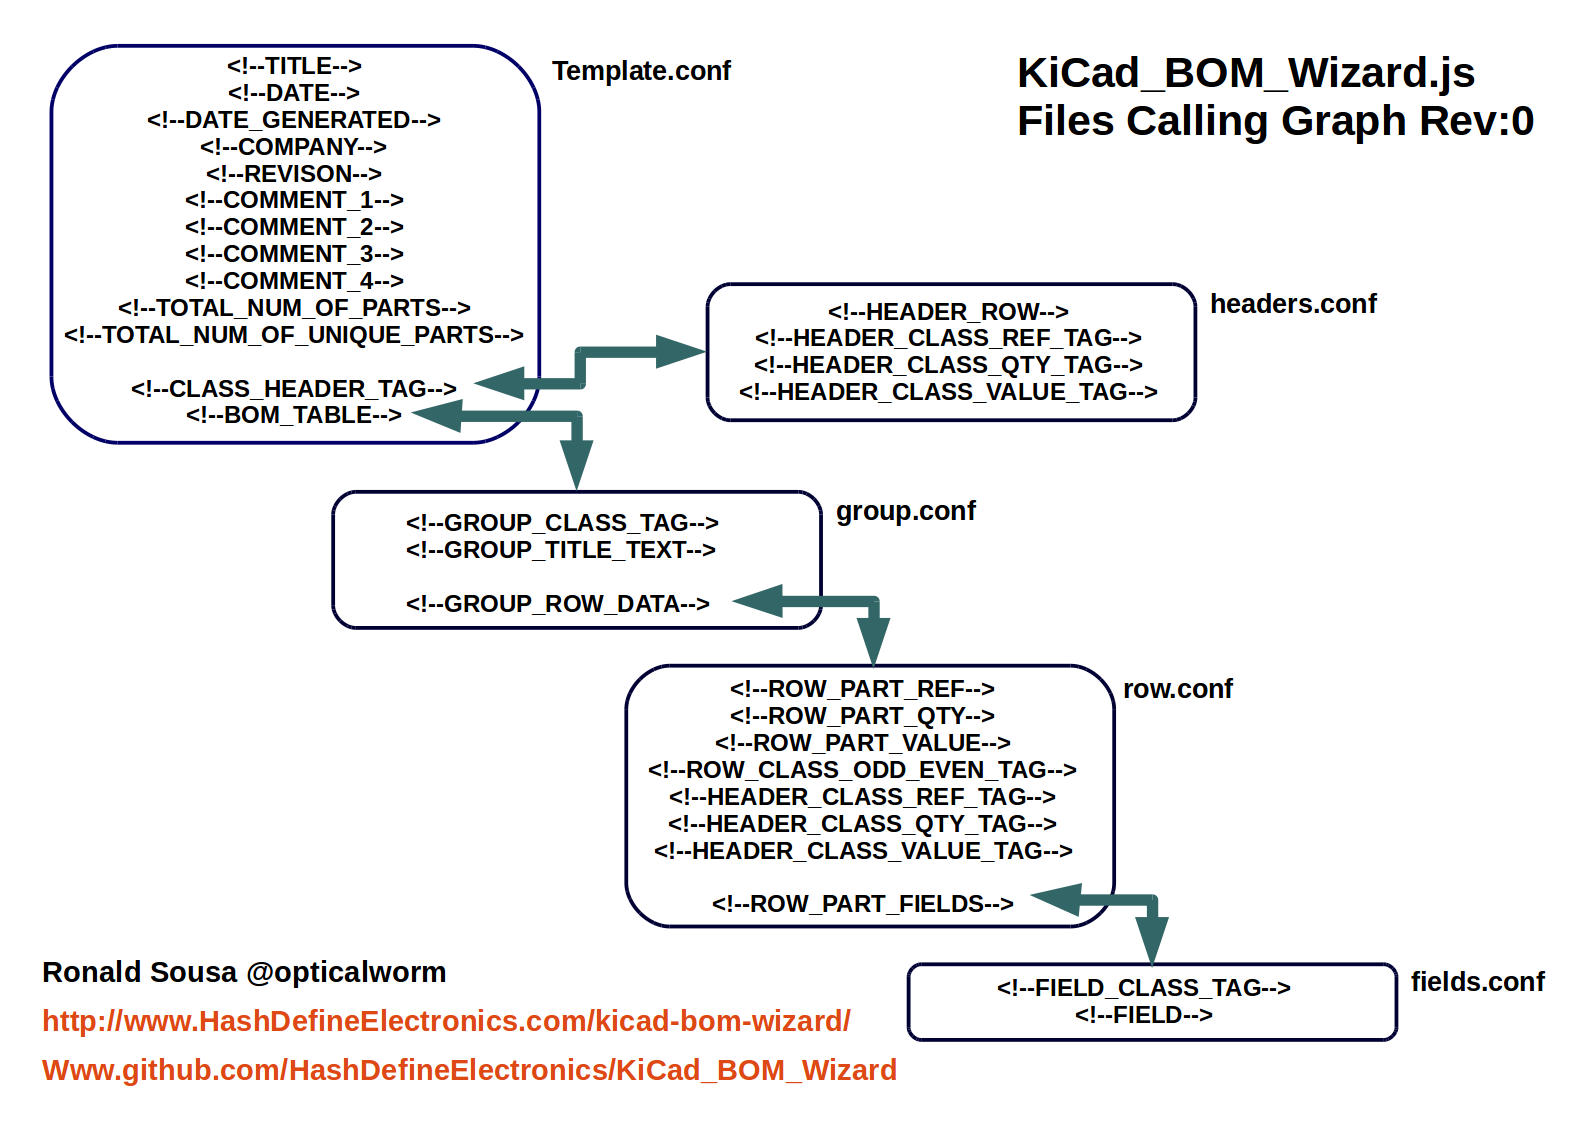 Template.conf
<!--TITLE-->
<!--DATE-->
<!--DATE_GENERATED-->
<!--COMPANY-->
<!--REVISON-->
<!--COMMENT_1-->
<!--COMMENT_2-->
<!--COMMENT_3-->
<!--COMMENT_4-->
<!--TOTAL_NUM_OF_PARTS-->
<!--TOTAL_NUM_OF_UNIQUE_PARTS-->
<!--CLASS_HEADER_TAG-->
<!--BOM_TABLE-->
KiCad_BOM_Wizard.js
Files Calling Graph Rev:0
headers.conf
<!--HEADER_ROW-->
<!--HEADER_CLASS_REF_TAG-->
<!--HEADER_CLASS_QTY_TAG-->
<!--HEADER_CLASS_VALUE_TAG-->
group.conf
<!--GROUP_CLASS_TAG-->
<!--GROUP_TITLE_TEXT-->
<!--GROUP_ROW_DATA-->
row.conf
<!--ROW_PART_REF-->
<!--ROW_PART_QTY-->
<!--ROW_PART_VALUE-->
<!--ROW_CLASS_ODD_EVEN_TAG-->
<!--HEADER_CLASS_REF_TAG-->
<!--HEADER_CLASS_QTY_TAG-->
<!--HEADER_CLASS_VALUE_TAG-->
<!--ROW_PART_FIELDS-->
fields.conf
<!--FIELD_CLASS_TAG-->
<!--FIELD-->
Ronald Sousa @opticalworm
http://www.HashDefineElectronics.com/kicad-bom-wizard/
Www.github.com/HashDefineElectronics/KiCad_BOM_Wizard